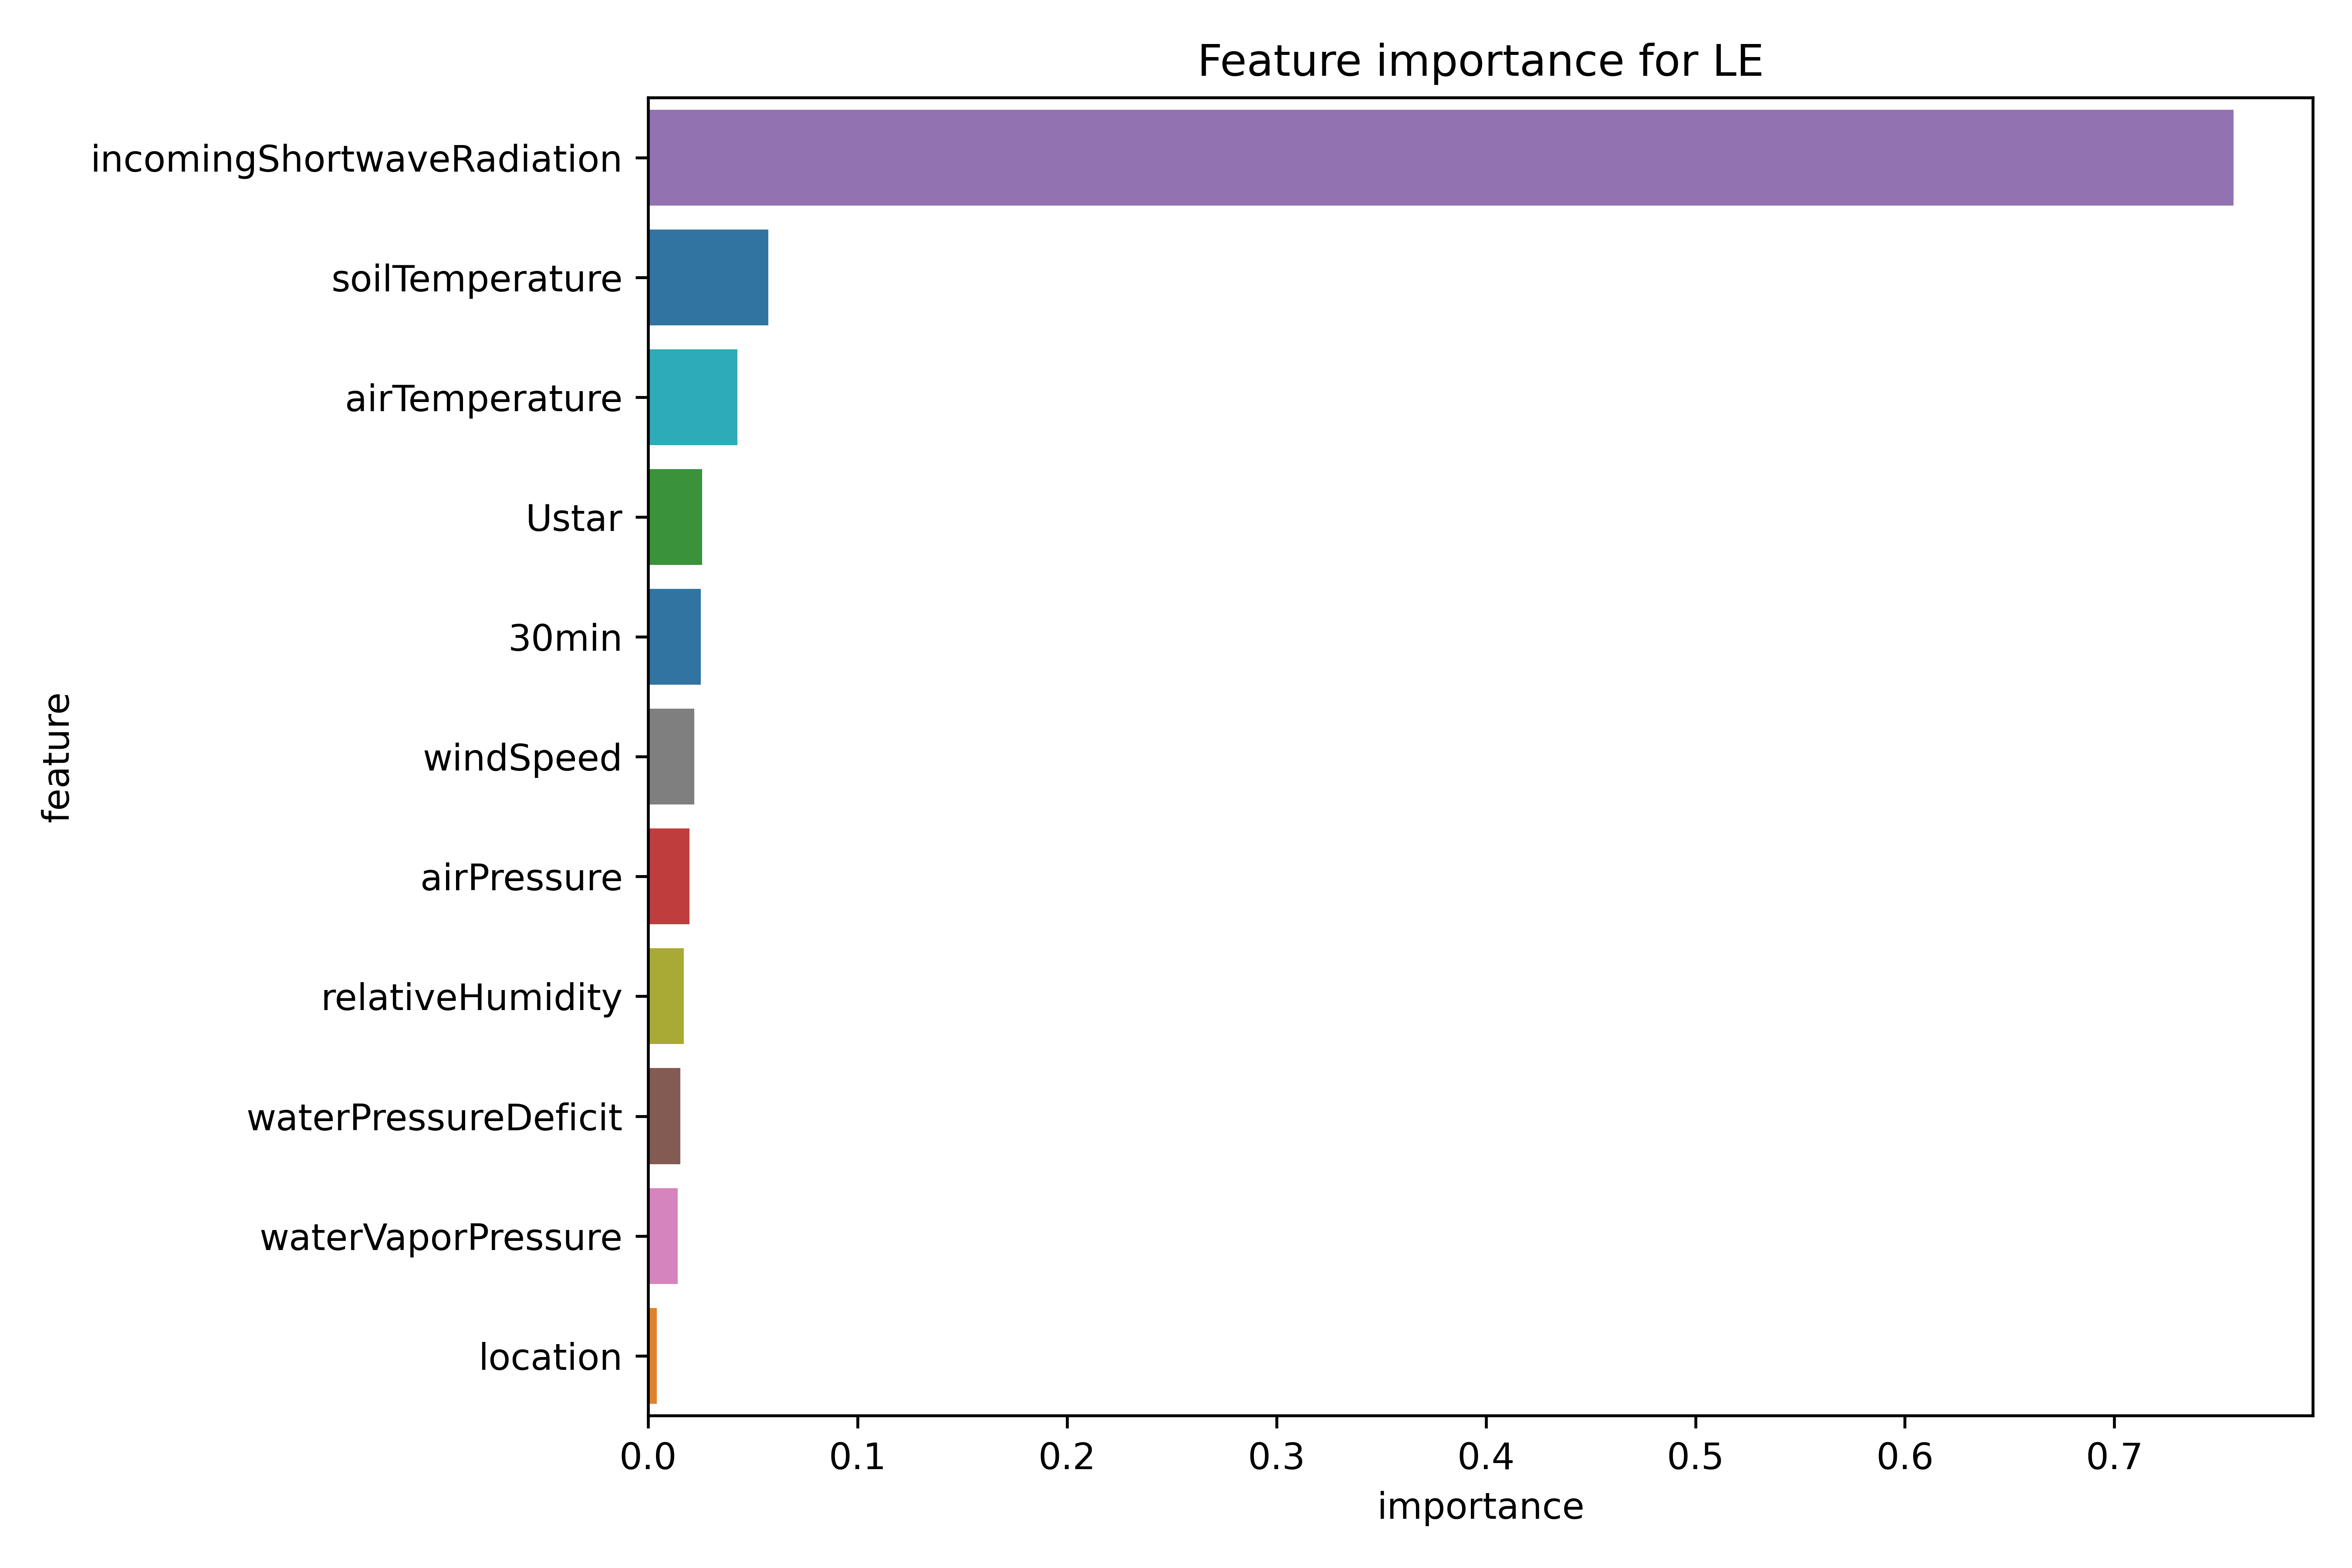 Feature importance for LE
incomingShortwaveRadiation
soilTemperature
airTemperature
Ustar
30min
windSpeed
airPressure
relativeHumidity
waterPressureDeficit
waterVaporPressure
location
feature
0.0 0.1 0.2 0.3 0.4 0.5 0.6 0.7
importance